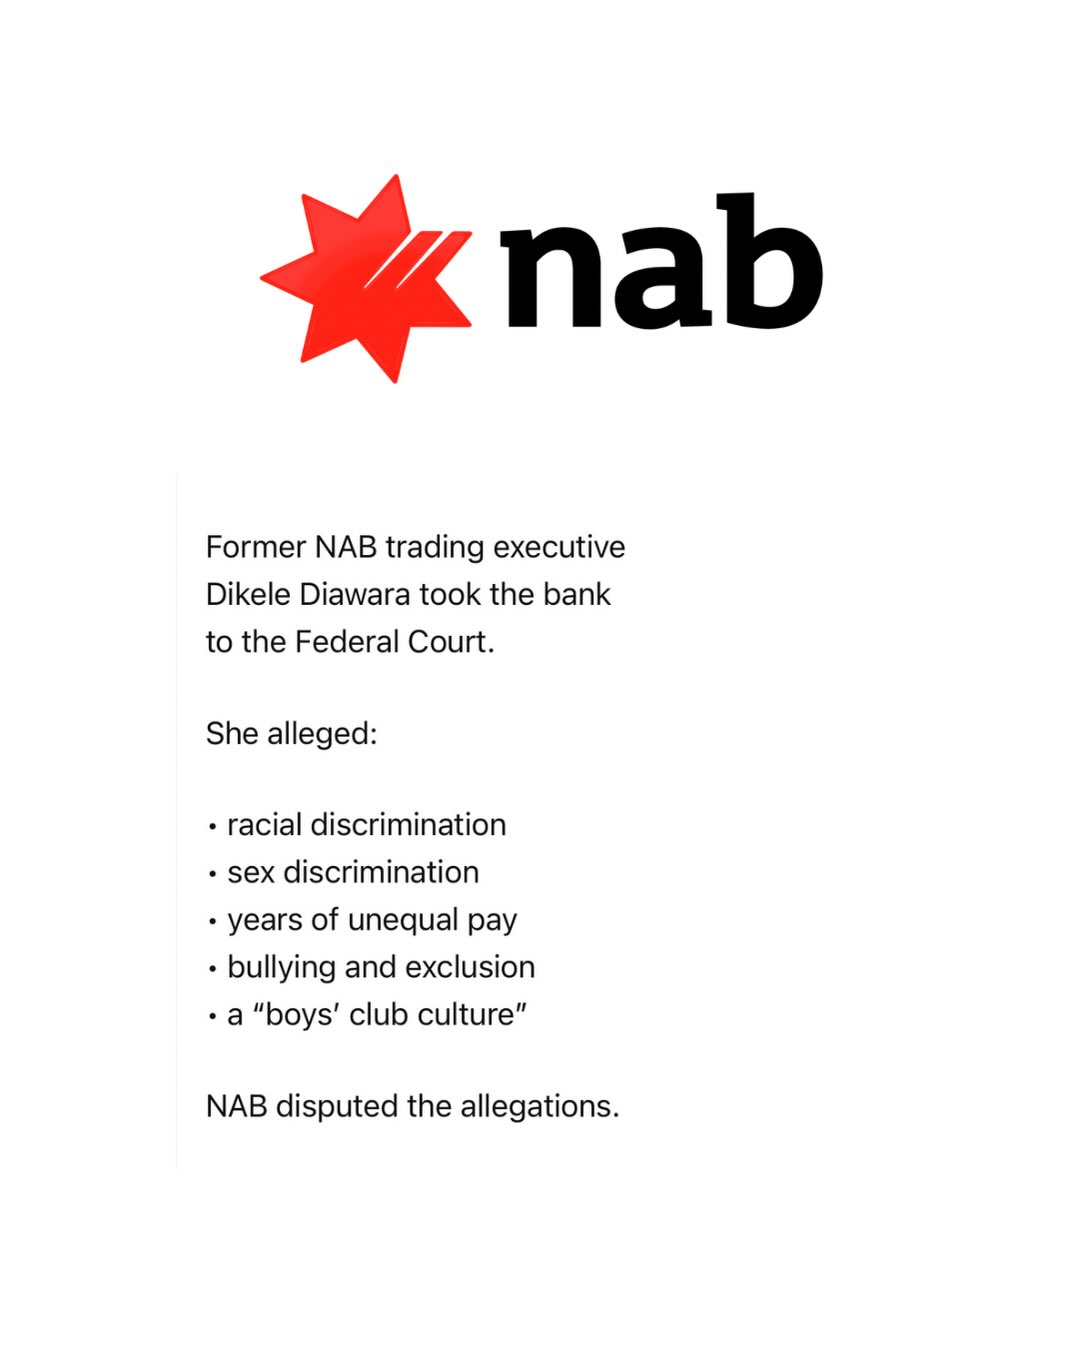 nab
Former NAB trading executive
Dikele Diawara took the bank
to the Federal Court.
She alleged:
• racial discrimination
• sex discrimination
• years of unequal pay
• bullying and exclusion
• a “boys’ club culture”
NAB disputed the allegations.